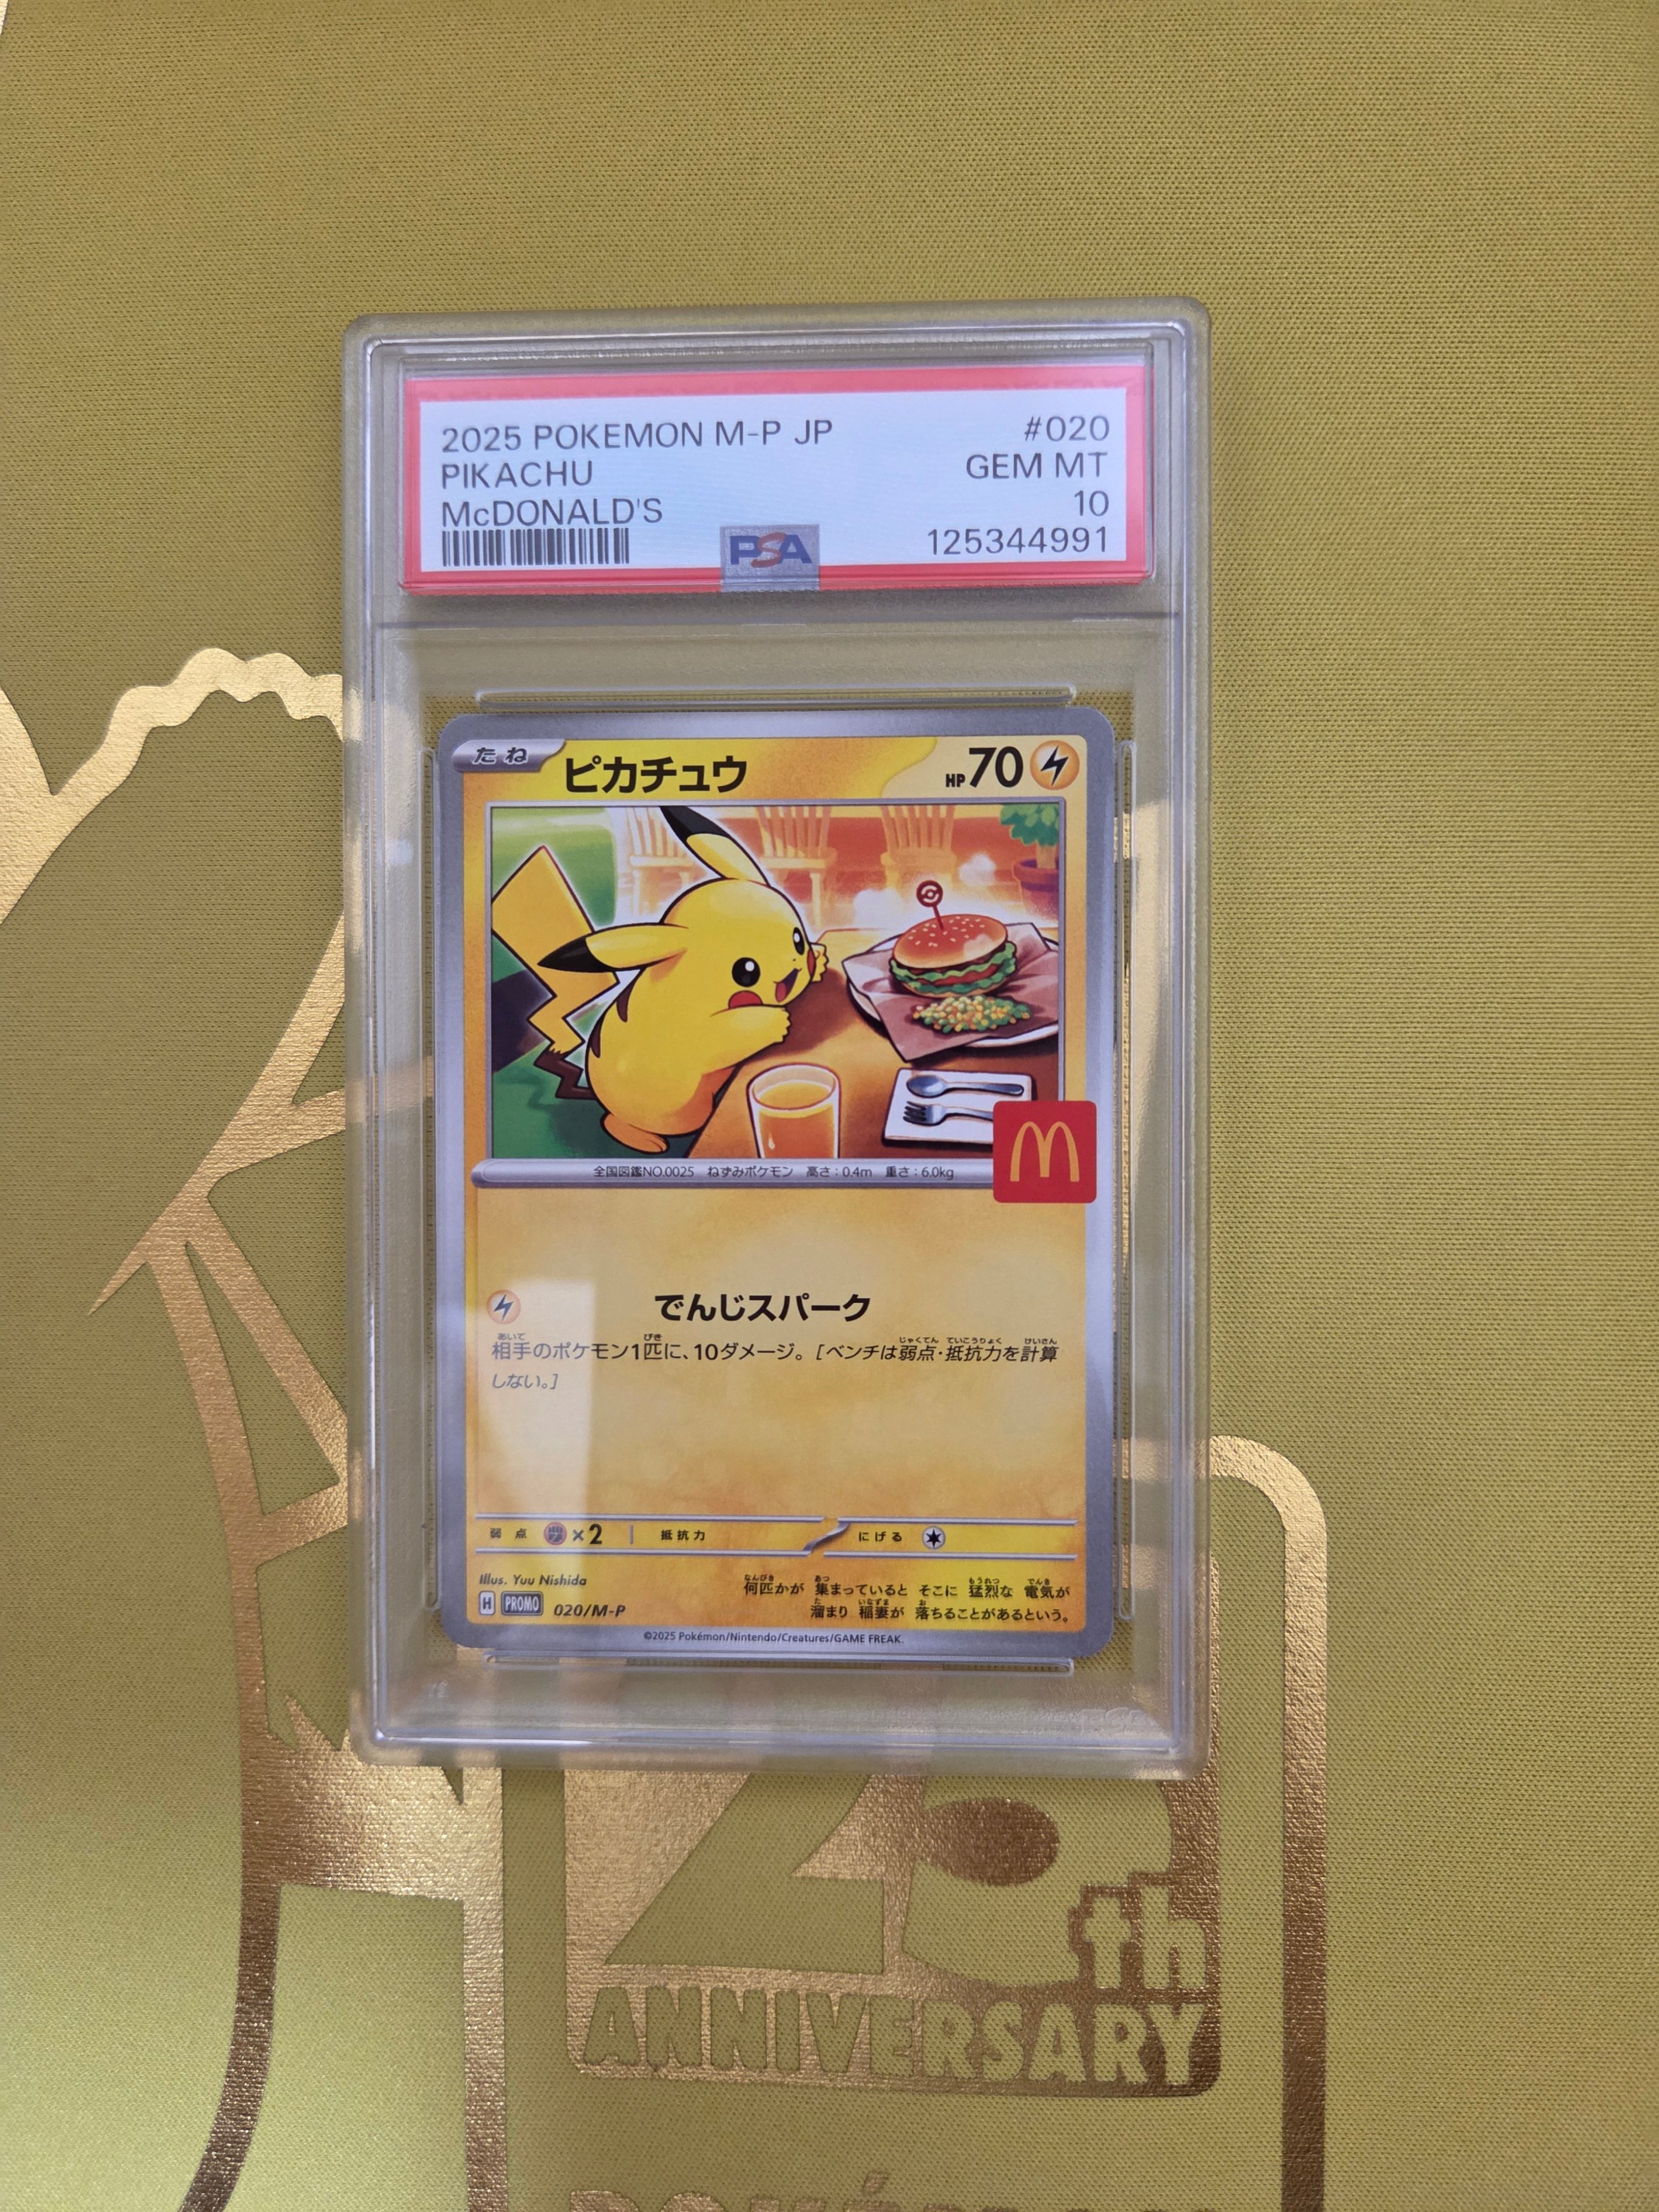 2025 POKEMON M-P JP #020
PIKACHU GEM MT
McDONALD'S 10
PSA 125344991
たね ピカチュウ HP70
全国図鑑NO.0025 ねずみポケモン 高さ:0.4m 重さ:6.0kg
でんじスパーク
相手のポケモン1匹に、10ダメージ。[ベンチは弱点・抵抗力を計算
しない。]
弱点 ×2 抵抗力 にげる
Illus. Yuu Nishida
何匹かが 集まっていると そこに 猛烈な 電気が
溜まり 稲妻が 落ちることがあるという。
H PROMO 020/M-P
©2025 Pokémon/Nintendo/Creatures/GAME FREAK.
25th
ANNIVERSARY